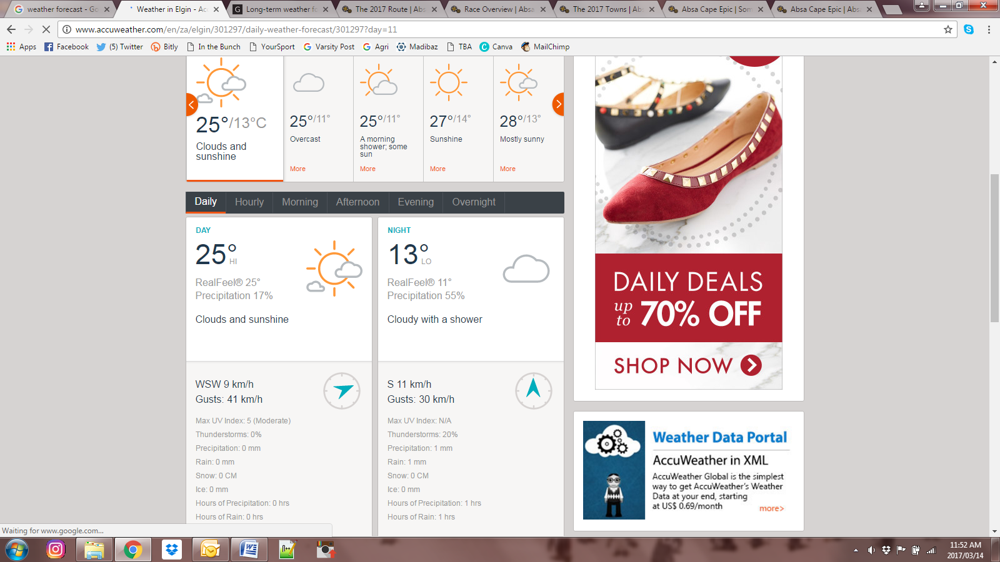 weather forecast - Go
Weather in Elgin - Acc
Long-term weather fo
The 2017 Route | Abs
Race Overview | Absa
The 2017 Towns | Abs
Absa Cape Epic | Som
Absa Cape Epic | Abs
www.accuweather.com/en/za/elgin/301297/daily-weather-forecast/301297?day=11
Apps
Facebook
(5) Twitter
Bitly
In the Bunch
YourSport
Varsity Post
Agri
Madibaz
TBA
Canva
MailChimp
25°/13°C
Clouds and
sunshine
25°/11°
Overcast
More
25°/11°
A morning
shower; some
sun
More
27°/14°
Sunshine
More
28°/13°
Mostly sunny
More
Daily
Hourly
Morning
Afternoon
Evening
Overnight
DAY
25° HI
RealFeel® 25°
Precipitation 17%
Clouds and sunshine
WSW 9 km/h
Gusts: 41 km/h
Max UV Index: 5 (Moderate)
Thunderstorms: 0%
Precipitation: 0 mm
Rain: 0 mm
Snow: 0 CM
Ice: 0 mm
Hours of Precipitation: 0 hrs
Hours of Rain: 0 hrs
NIGHT
13° LO
RealFeel® 11°
Precipitation 55%
Cloudy with a shower
S 11 km/h
Gusts: 30 km/h
Max UV Index: N/A
Thunderstorms: 20%
Precipitation: 1 mm
Rain: 1 mm
Snow: 0 CM
Ice: 0 mm
Hours of Precipitation: 1 hrs
Hours of Rain: 1 hrs
DAILY DEALS
up to 70% OFF
SHOP NOW
Weather Data Portal
AccuWeather in XML
AccuWeather Global is the simplest
way to get AccuWeather's Weather
Data at your end, starting
at US$ 0.69/month
more>
Waiting for www.google.com...
11:52 AM
2017/03/14